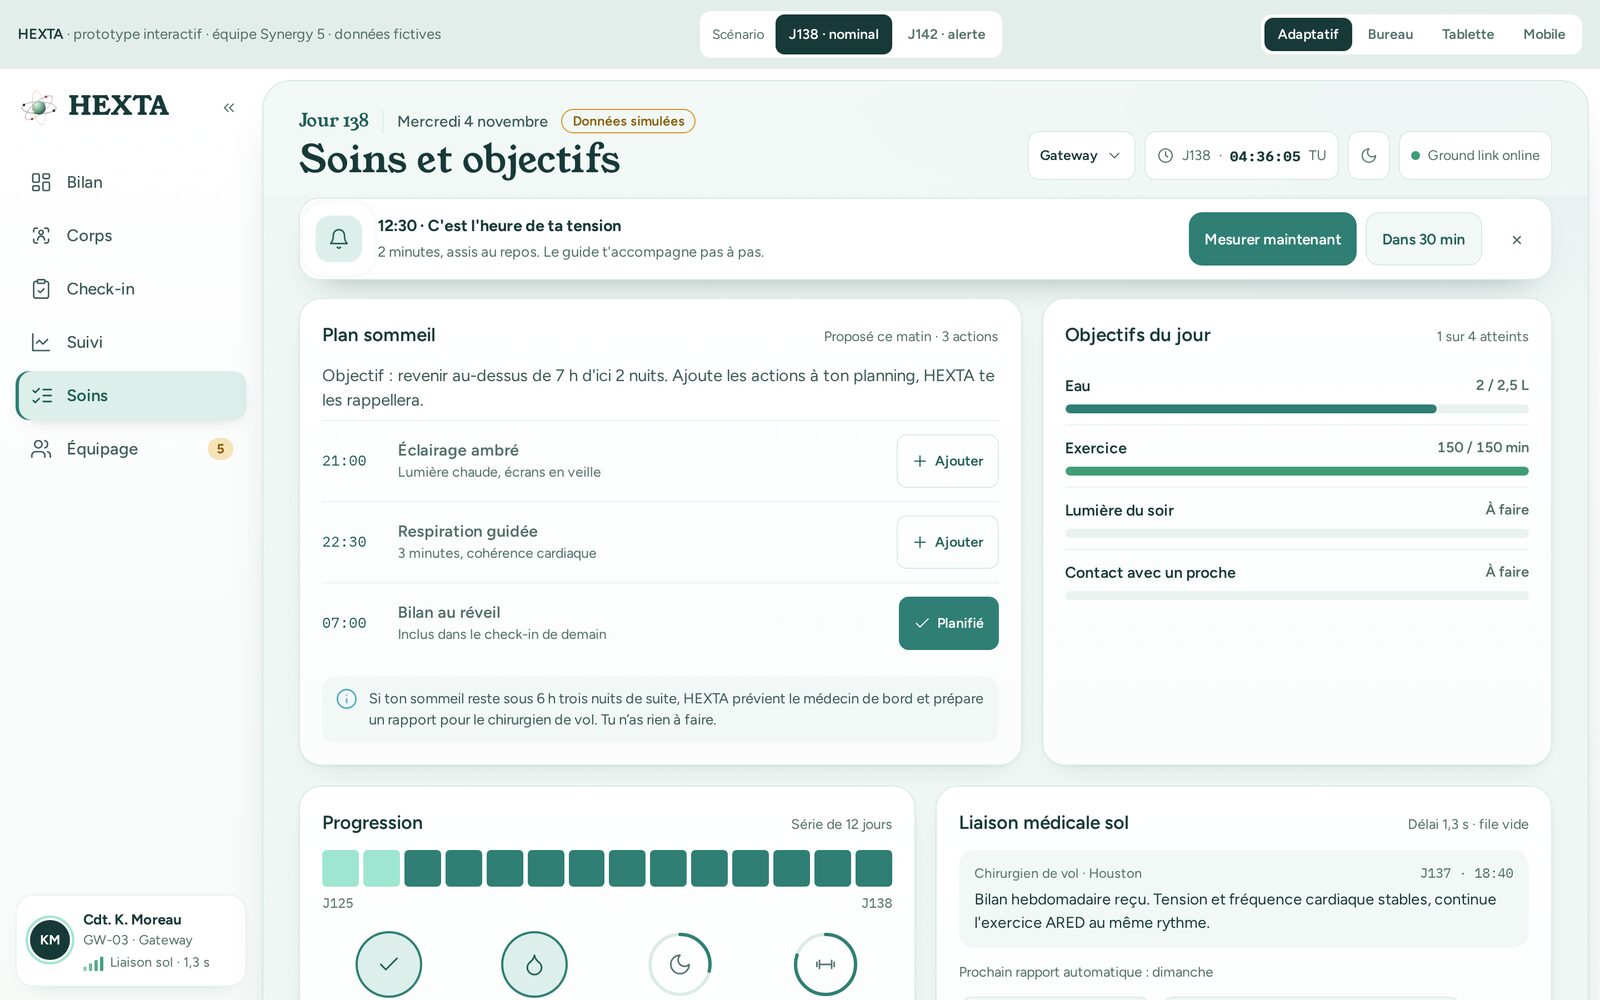 HEXTA · prototype interactif · équipe Synergy 5 · données fictives
Scénario
J138 · nominal
J142 · alerte
Adaptatif
Bureau
Tablette
Mobile
HEXTA
Bilan
Corps
Check-in
Suivi
Soins
Équipage
5
KM
Cdt. K. Moreau
GW-03 · Gateway
Liaison sol · 1,3 s
Jour 138
Mercredi 4 novembre
Données simulées
Soins et objectifs
Gateway
J138 · 04:36:05 TU
Ground link online
12:30 · C'est l'heure de ta tension
2 minutes, assis au repos. Le guide t'accompagne pas à pas.
Mesurer maintenant
Dans 30 min
Plan sommeil
Proposé ce matin · 3 actions
Objectif : revenir au-dessus de 7 h d'ici 2 nuits. Ajoute les actions à ton planning, HEXTA te
les rappellera.
21:00
Éclairage ambré
Lumière chaude, écrans en veille
Ajouter
22:30
Respiration guidée
3 minutes, cohérence cardiaque
Ajouter
07:00
Bilan au réveil
Inclus dans le check-in de demain
Planifié
Si ton sommeil reste sous 6 h trois nuits de suite, HEXTA prévient le médecin de bord et prépare
un rapport pour le chirurgien de vol. Tu n'as rien à faire.
Objectifs du jour
1 sur 4 atteints
Eau
2 / 2,5 L
Exercice
150 / 150 min
Lumière du soir
À faire
Contact avec un proche
À faire
Progression
Série de 12 jours
J125
J138
Liaison médicale sol
Délai 1,3 s · file vide
Chirurgien de vol · Houston
J137 · 18:40
Bilan hebdomadaire reçu. Tension et fréquence cardiaque stables, continue
l'exercice ARED au même rythme.
Prochain rapport automatique : dimanche